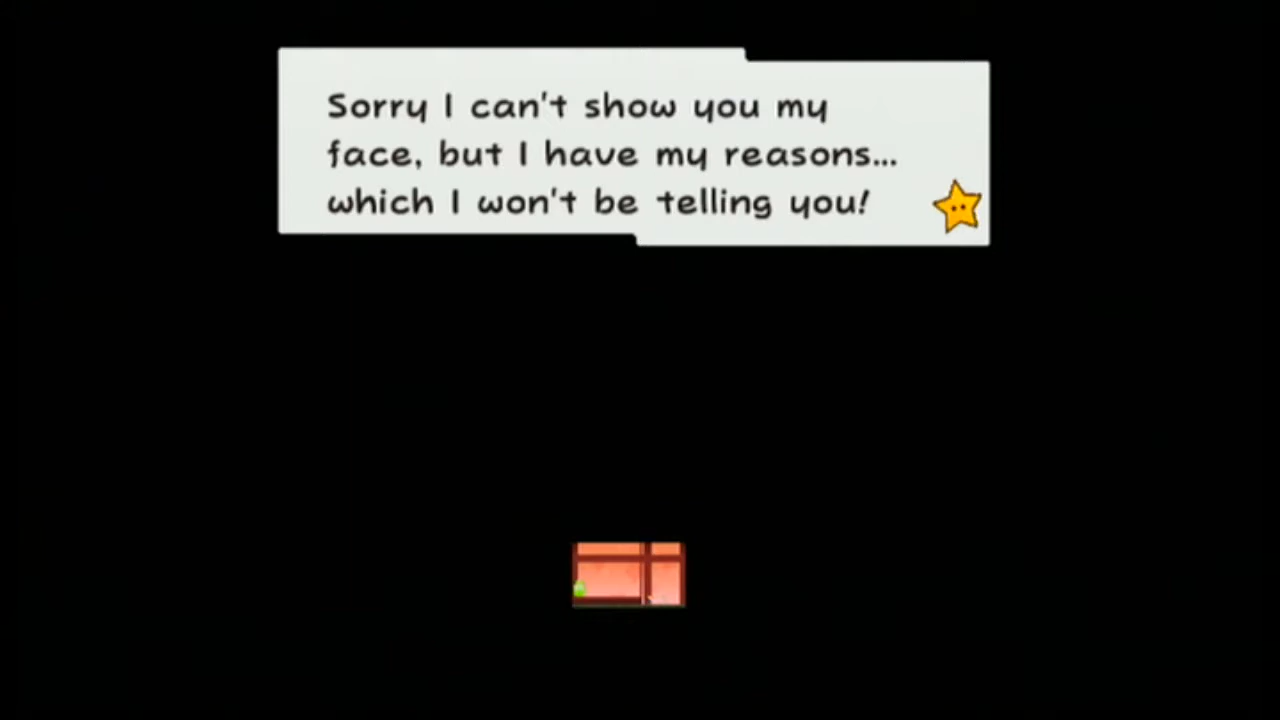 Sorry I can't show you my
face, but I have my reasons...
which I won't be telling you!